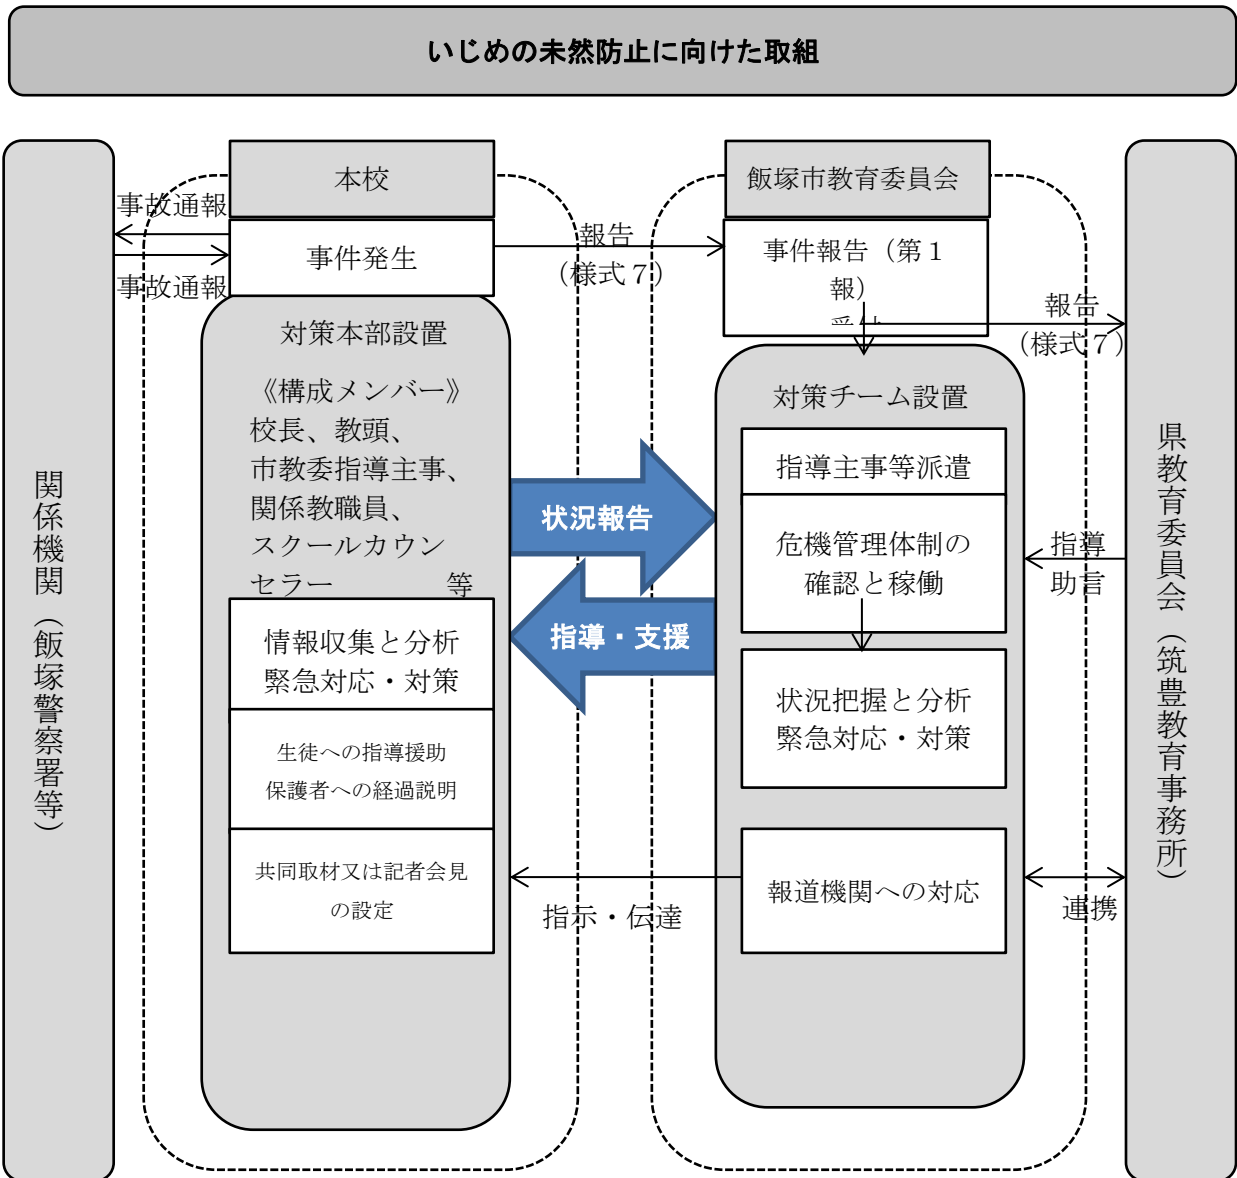 いじめの未然防止に向けた取組
関係機関（飯塚警察署等）
事故通報
事故通報
本校
事件発生
対策本部設置
《構成メンバー》
校長、教頭、
市教委指導主事、
関係教職員、
スクールカウン
セラー　　　　等
情報収集と分析
緊急対応・対策
生徒への指導援助
保護者への経過説明
共同取材又は記者会見
の設定
報告
（様式７）
状況報告
指導・支援
指示・伝達
飯塚市教育委員会
事件報告（第１
報）
対策チーム設置
指導主事等派遣
危機管理体制の
確認と稼働
状況把握と分析
緊急対応・対策
報道機関への対応
報告
（様式７）
指導
助言
連携
県教育委員会（筑豊教育事務所）